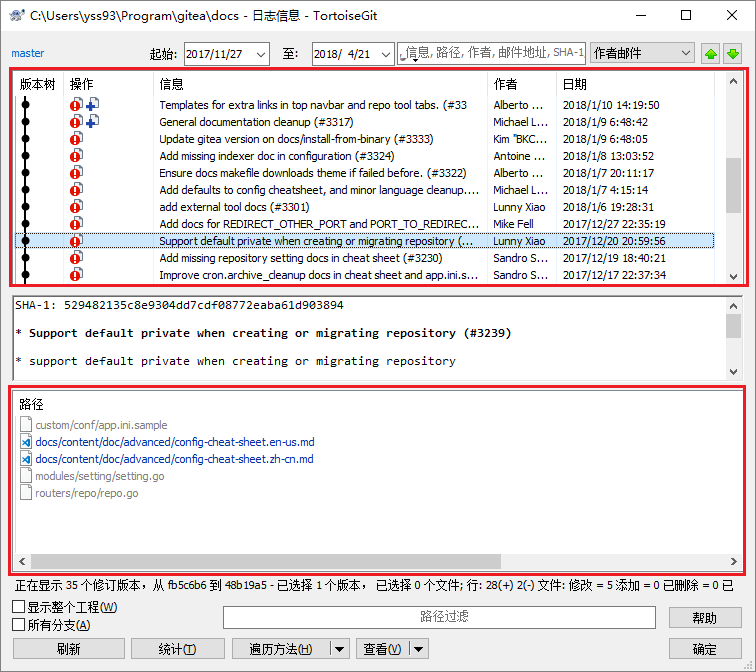 C:\Users\yss93\Program\gitea\docs - 日志信息 - TortoiseGit
master 起始: 2017/11/27 至: 2018/ 4/21 信息, 路径, 作者, 邮件地址, SHA-1 作者邮件
版本树 操作 信息 作者 日期
Templates for extra links in top navbar and repo tool tabs. (#33 Alberto ... 2018/1/10 14:19:50
General documentation cleanup (#3317) Michael L... 2018/1/9 6:48:42
Update gitea version on docs/install-from-binary (#3333) Kim "BKC... 2018/1/9 6:48:05
Add missing indexer doc in configuration (#3324) Antoine ... 2018/1/8 13:03:52
Ensure docs makefile downloads theme if failed before. (#3322) Alberto ... 2018/1/7 20:11:17
Add defaults to config cheatsheet, and minor language cleanup.... Michael L... 2018/1/7 4:15:14
add external tool docs (#3301) Lunny Xiao 2018/1/6 19:28:31
Add docs for REDIRECT_OTHER_PORT and PORT_TO_REDIREC... Mike Fell 2017/12/27 22:35:19
Support default private when creating or migrating repository (... Lunny Xiao 2017/12/20 20:59:56
Add missing repository setting docs in cheat sheet (#3230) Sandro S... 2017/12/19 18:40:21
Improve cron.archive_cleanup docs in cheat sheet and app.ini.s... Sandro S... 2017/12/17 22:37:34
SHA-1: 529482135c8e9304dd7cdf08772eaba61d903894
* Support default private when creating or migrating repository (#3239)
* support default private when creating or migrating repository
路径
custom/conf/app.ini.sample
docs/content/doc/advanced/config-cheat-sheet.en-us.md
docs/content/doc/advanced/config-cheat-sheet.zh-cn.md
modules/setting/setting.go
routers/repo/repo.go
正在显示 35 个修订版本，从 fb5c6b6 到 48b19a5 - 已选择 1 个版本， 已选择 0 个文件; 行: 28(+) 2(-) 文件: 修改 = 5 添加 = 0 已删除 = 0 已
显示整个工程(W)
所有分支(A)
路径过滤
帮助
刷新 统计(T) 遍历方法(H) 查看(V) 确定